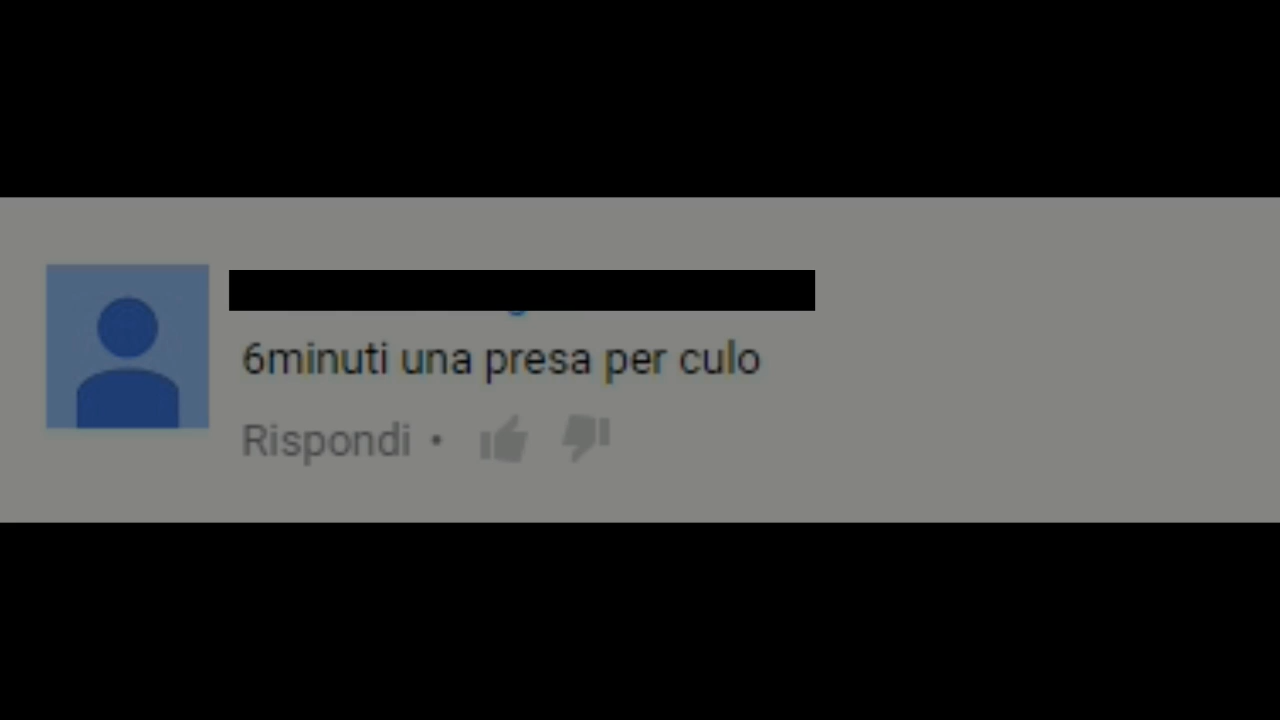 6minuti una presa per culo
Rispondi •